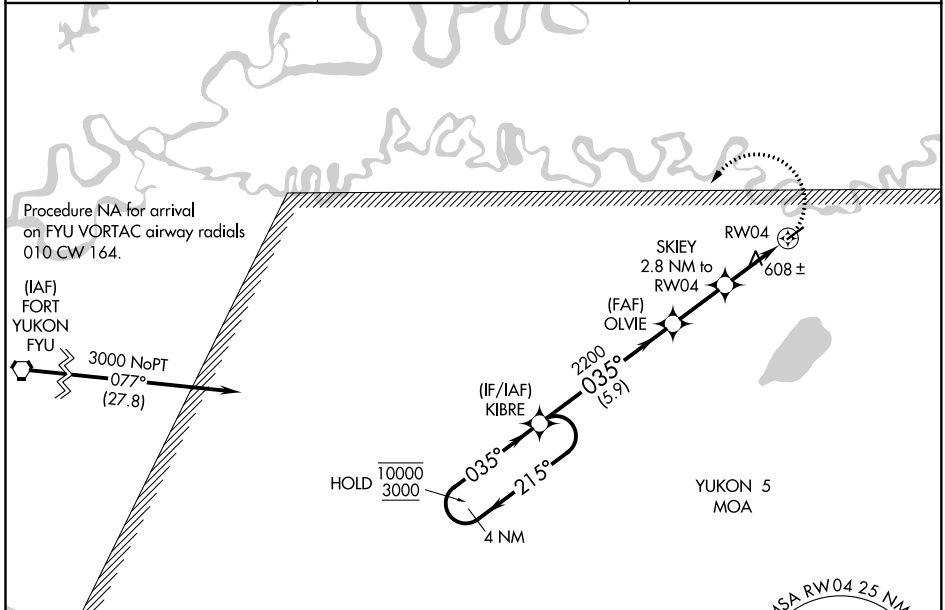 Procedure NA for arrival
on FYU VORTAC airway radials
010 CW 164.
(IAF)
FORT
YUKON
FYU
3000 NoPT
077°
(27.8)
RW04
SKIEY
2.8 NM to
RW04
608 ±
(FAF)
OLVIE
2200
035°
(5.9)
(IF/IAF)
KIBRE
035°
215°
HOLD
10000
3000
4 NM
YUKON 5
MOA
MSA RW04 25 NM